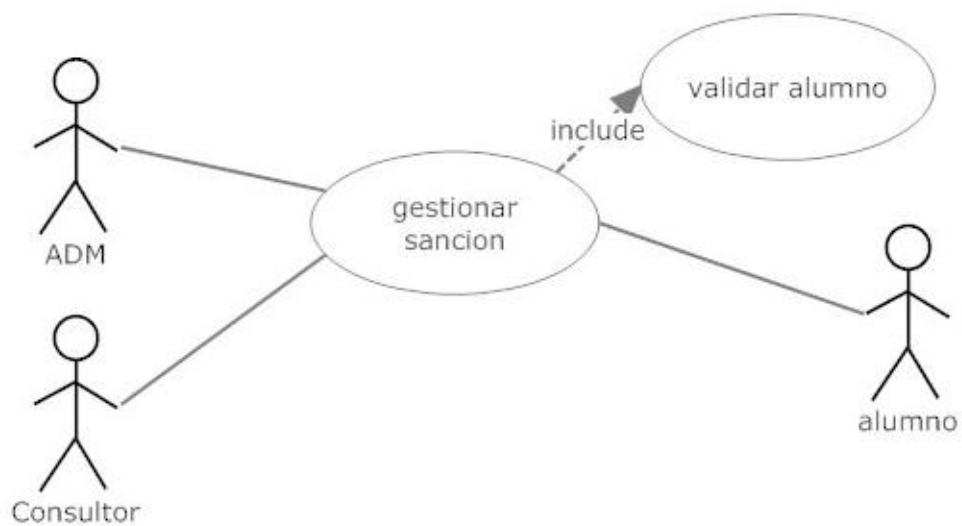 validar alumno
include
gestionar
sancion
ADM
alumno
Consultor